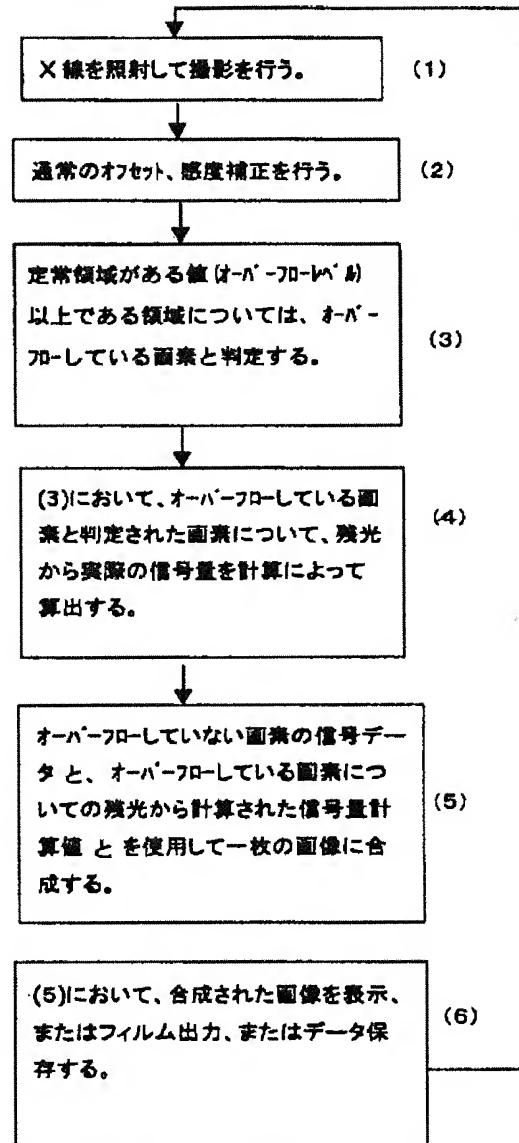 X線を照射して撮影を行う。 (1)
通常のオフセット、感度補正を行う。 (2)
定常領域がある値(オーバーフローレベル)
以上である領域については、オーバー
フローしている画素と判定する。 (3)
(3)において、オーバーフローしている画
素と判定された画素について、残光
から実際の信号量を計算によって
算出する。 (4)
オーバーフローしていない画素の信号デー
タ と、オーバーフローしている画素につ
いての残光から計算された信号量計
算値 と を使用して一枚の画像に合
成する。 (5)
(5)において、合成された画像を表示、
またはフィルム出力、またはデータ保
存する。 (6)